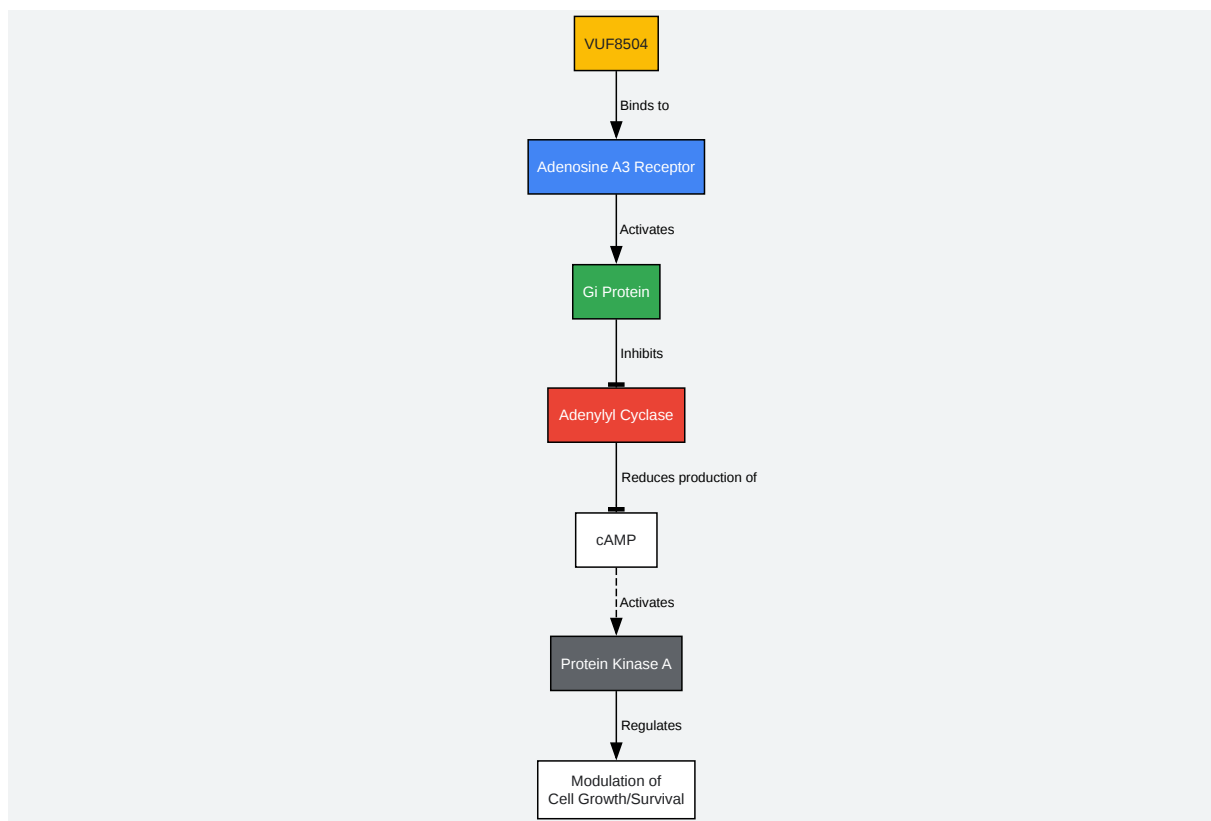 VUF8504
Binds to
Adenosine A3 Receptor
Activates
Gi Protein
Inhibits
Adenylyl Cyclase
Reduces production of
cAMP
Activates
Protein Kinase A
Regulates
Modulation of
Cell Growth/Survival